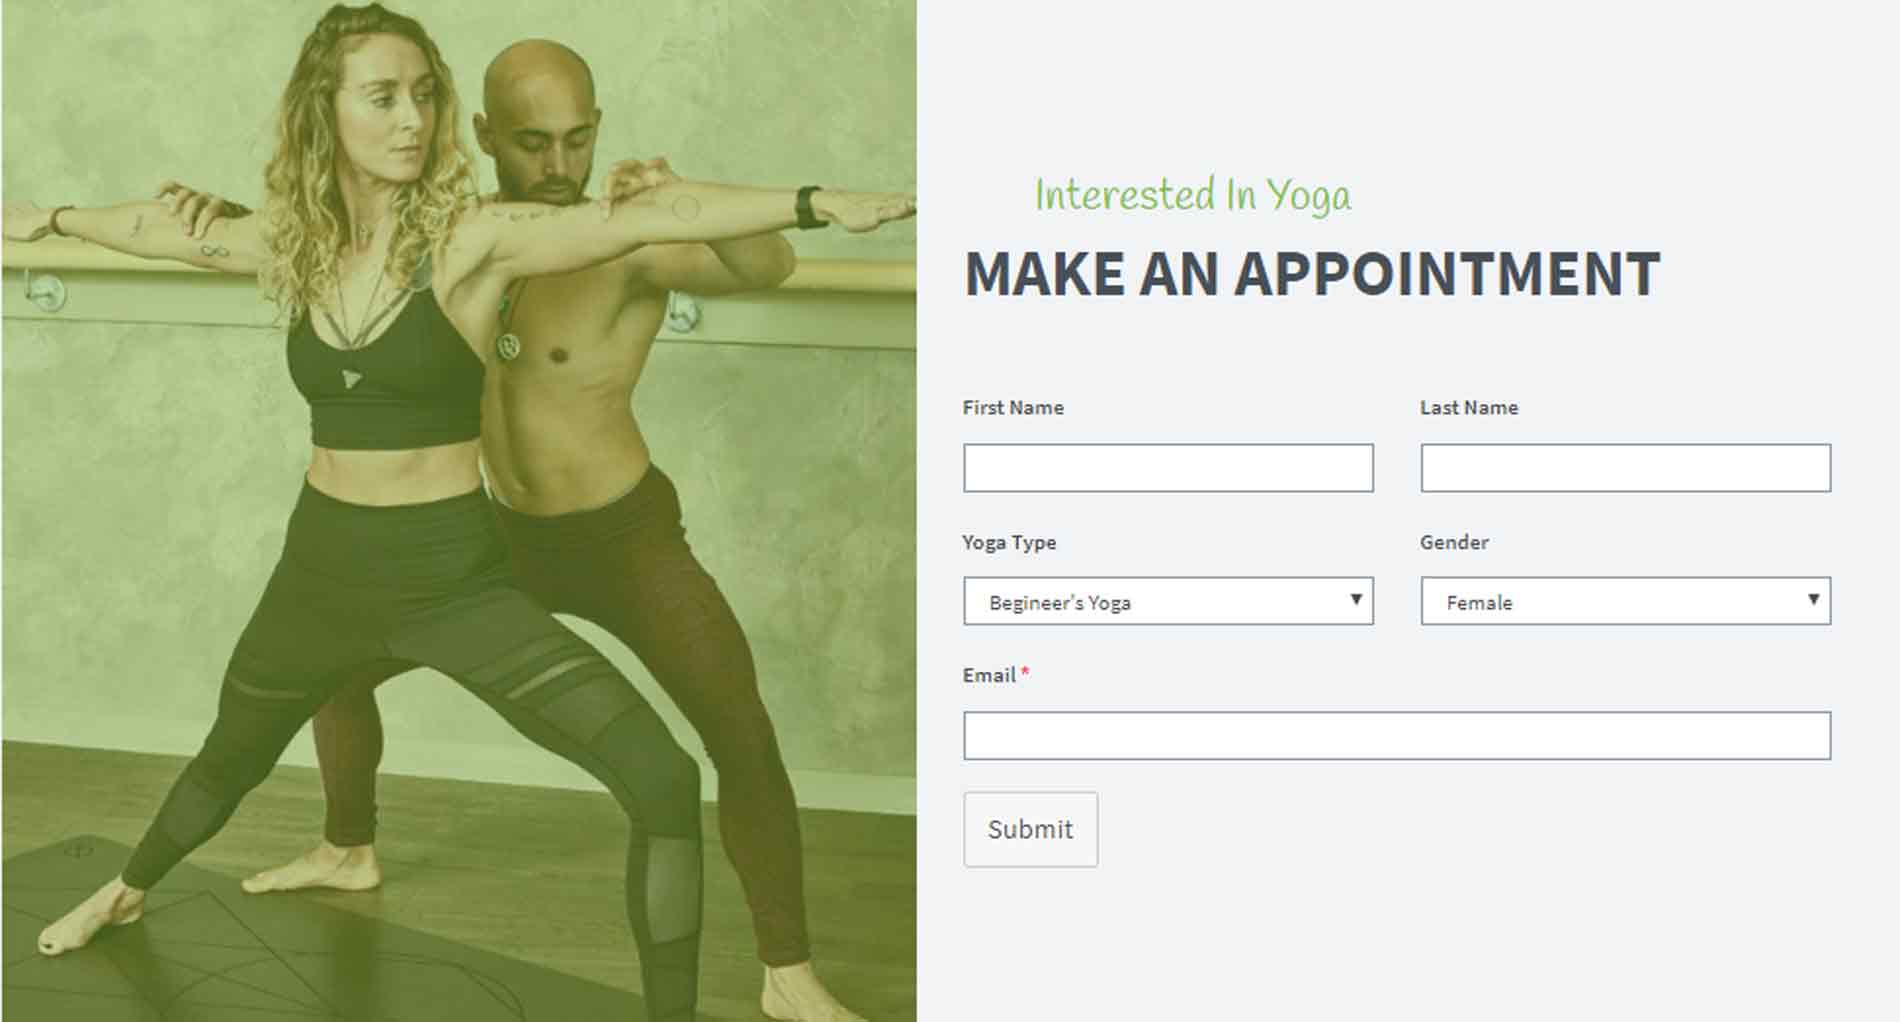 Interested In Yoga
MAKE AN APPOINTMENT
First Name
Last Name
Yoga Type
Gender
Begineer's Yoga
Female
Email *
Submit